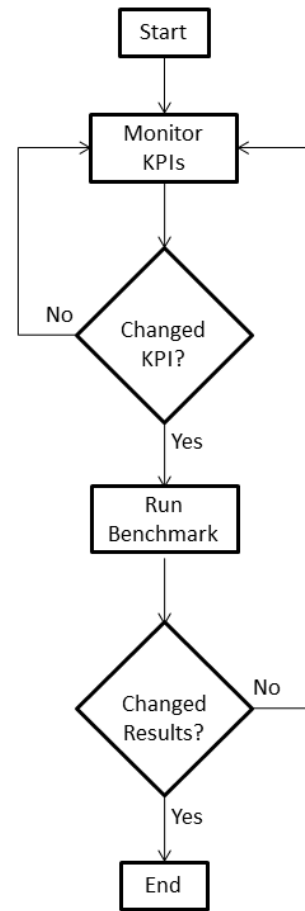 Start
Monitor
KPIs
No
Changed
KPI?
Yes
Run
Benchmark
Changed
Results?
No
Yes
End